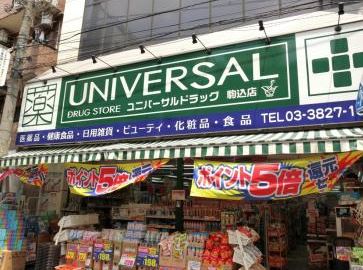 薬
UNIVERSAL
DRUG STORE ユニバーサルドラッグ 駒込店
医薬品・健康食品・日用雑貨・ビューティ・化粧品・食品 TEL 03-3827-1
ポイント5倍還元
ポイント5倍還元
198